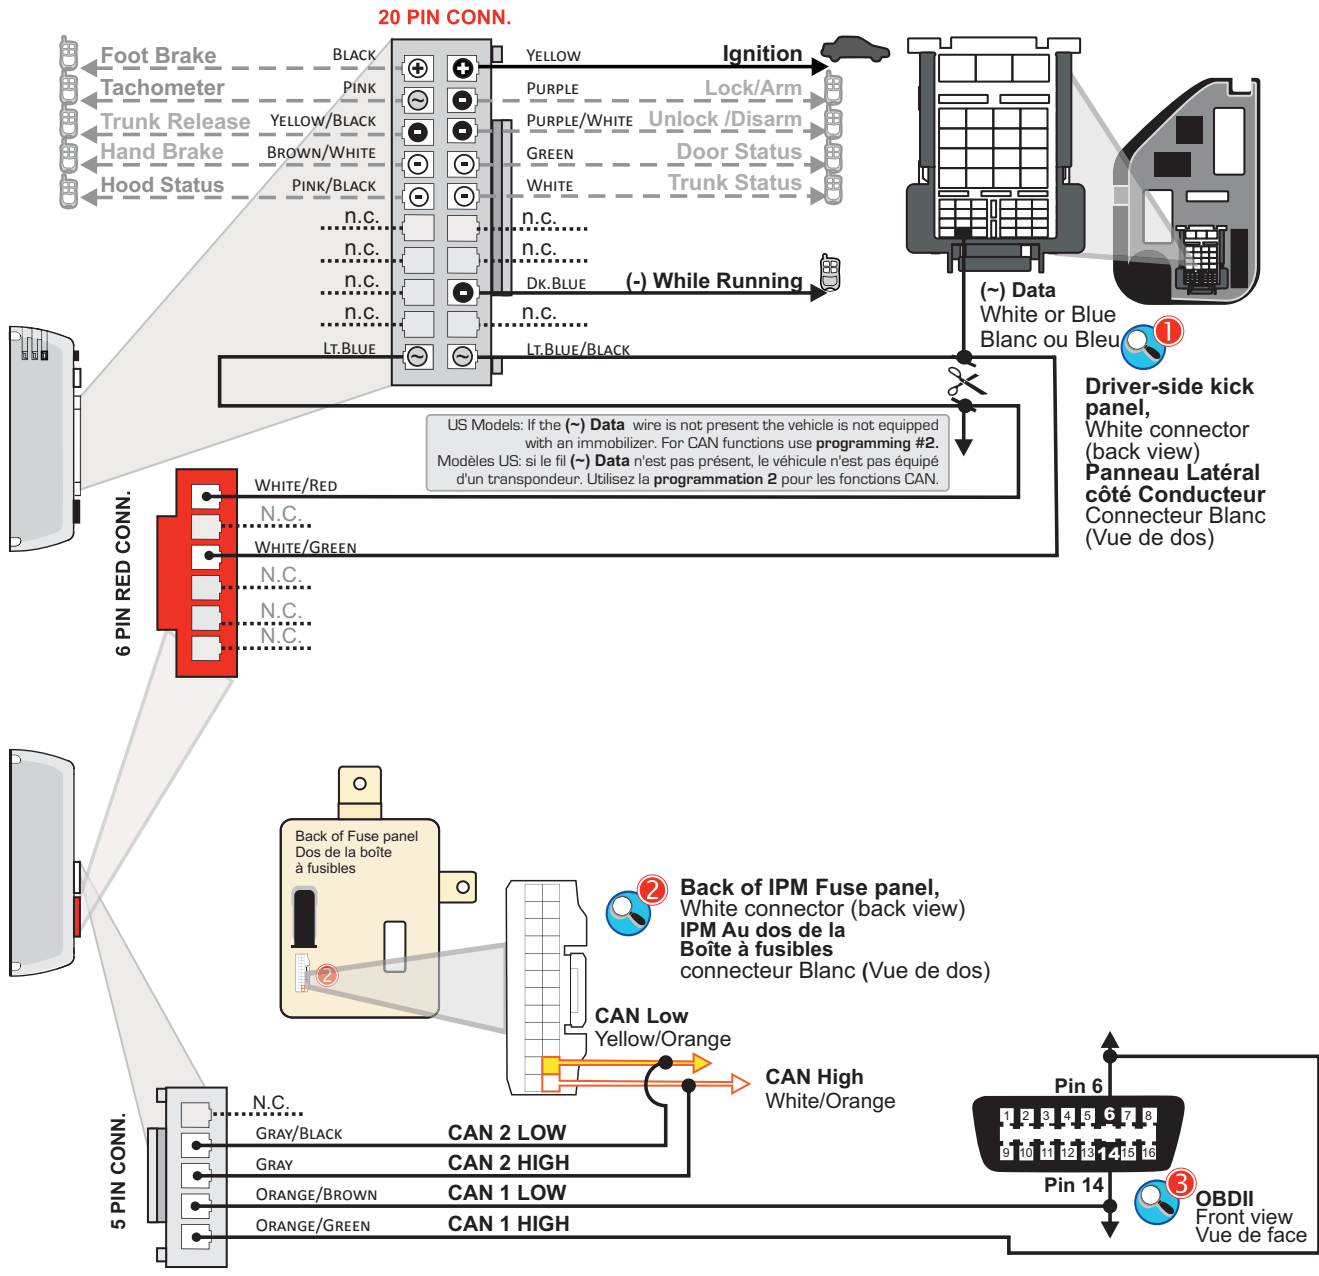 20 PIN CONN.
Foot Brake BLACK YELLOW Ignition
Tachometer PINK PURPLE Lock/Arm
Trunk Release YELLOW/BLACK PURPLE/WHITE Unlock /Disarm
Hand Brake BROWN/WHITE GREEN Door Status
Hood Status PINK/BLACK WHITE Trunk Status
n.c. n.c.
n.c. n.c.
n.c. DK.BLUE (-) While Running
n.c. n.c.
LT.BLUE LT.BLUE/BLACK
(~) Data
White or Blue
Blanc ou Bleu
1
Driver-side kick
panel,
White connector
(back view)
Panneau Latéral
côté Conducteur
Connecteur Blanc
(Vue de dos)
US Models: If the (~) Data wire is not present the vehicle is not equipped
with an immobilizer. For CAN functions use programming #2.
Modèles US: si le fil (~) Data n'est pas présent, le véhicule n'est pas équipé
d'un transpondeur. Utilisez la programmation 2 pour les fonctions CAN.
6 PIN RED CONN.
WHITE/RED
N.C.
WHITE/GREEN
N.C.
N.C.
N.C.
Back of Fuse panel
Dos de la boîte
à fusibles
2
2
Back of IPM Fuse panel,
White connector (back view)
IPM Au dos de la
Boîte à fusibles
connecteur Blanc (Vue de dos)
CAN Low
Yellow/Orange
CAN High
White/Orange
5 PIN CONN.
N.C.
GRAY/BLACK CAN 2 LOW
GRAY CAN 2 HIGH
ORANGE/BROWN CAN 1 LOW
ORANGE/GREEN CAN 1 HIGH
Pin 6
1 2 3 4 5 6 7 8
9 10 11 12 13 14 15 16
Pin 14
3
OBDII
Front view
Vue de face